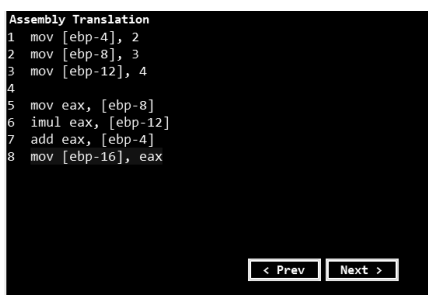 Assembly Translation
1 mov [ebp-4], 2
2 mov [ebp-8], 3
3 mov [ebp-12], 4
4
5 mov eax, [ebp-8]
6 imul eax, [ebp-12]
7 add eax, [ebp-4]
8 mov [ebp-16], eax
< Prev Next >